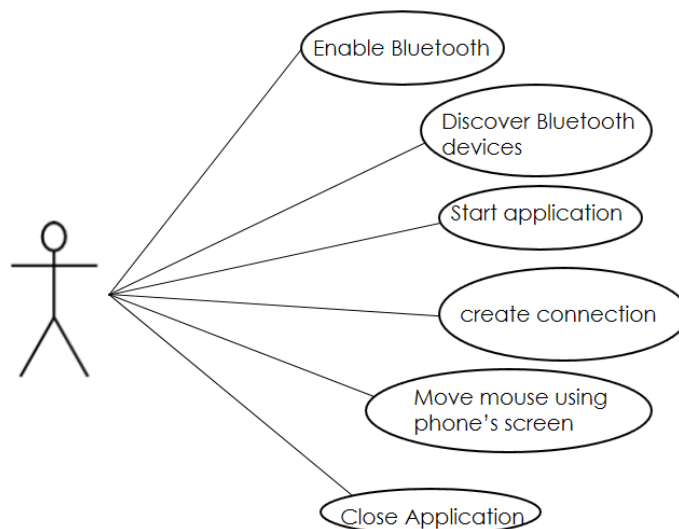 Enable Bluetooth
Discover Bluetooth
devices
Start application
create connection
Move mouse using
phone's screen
Close Application